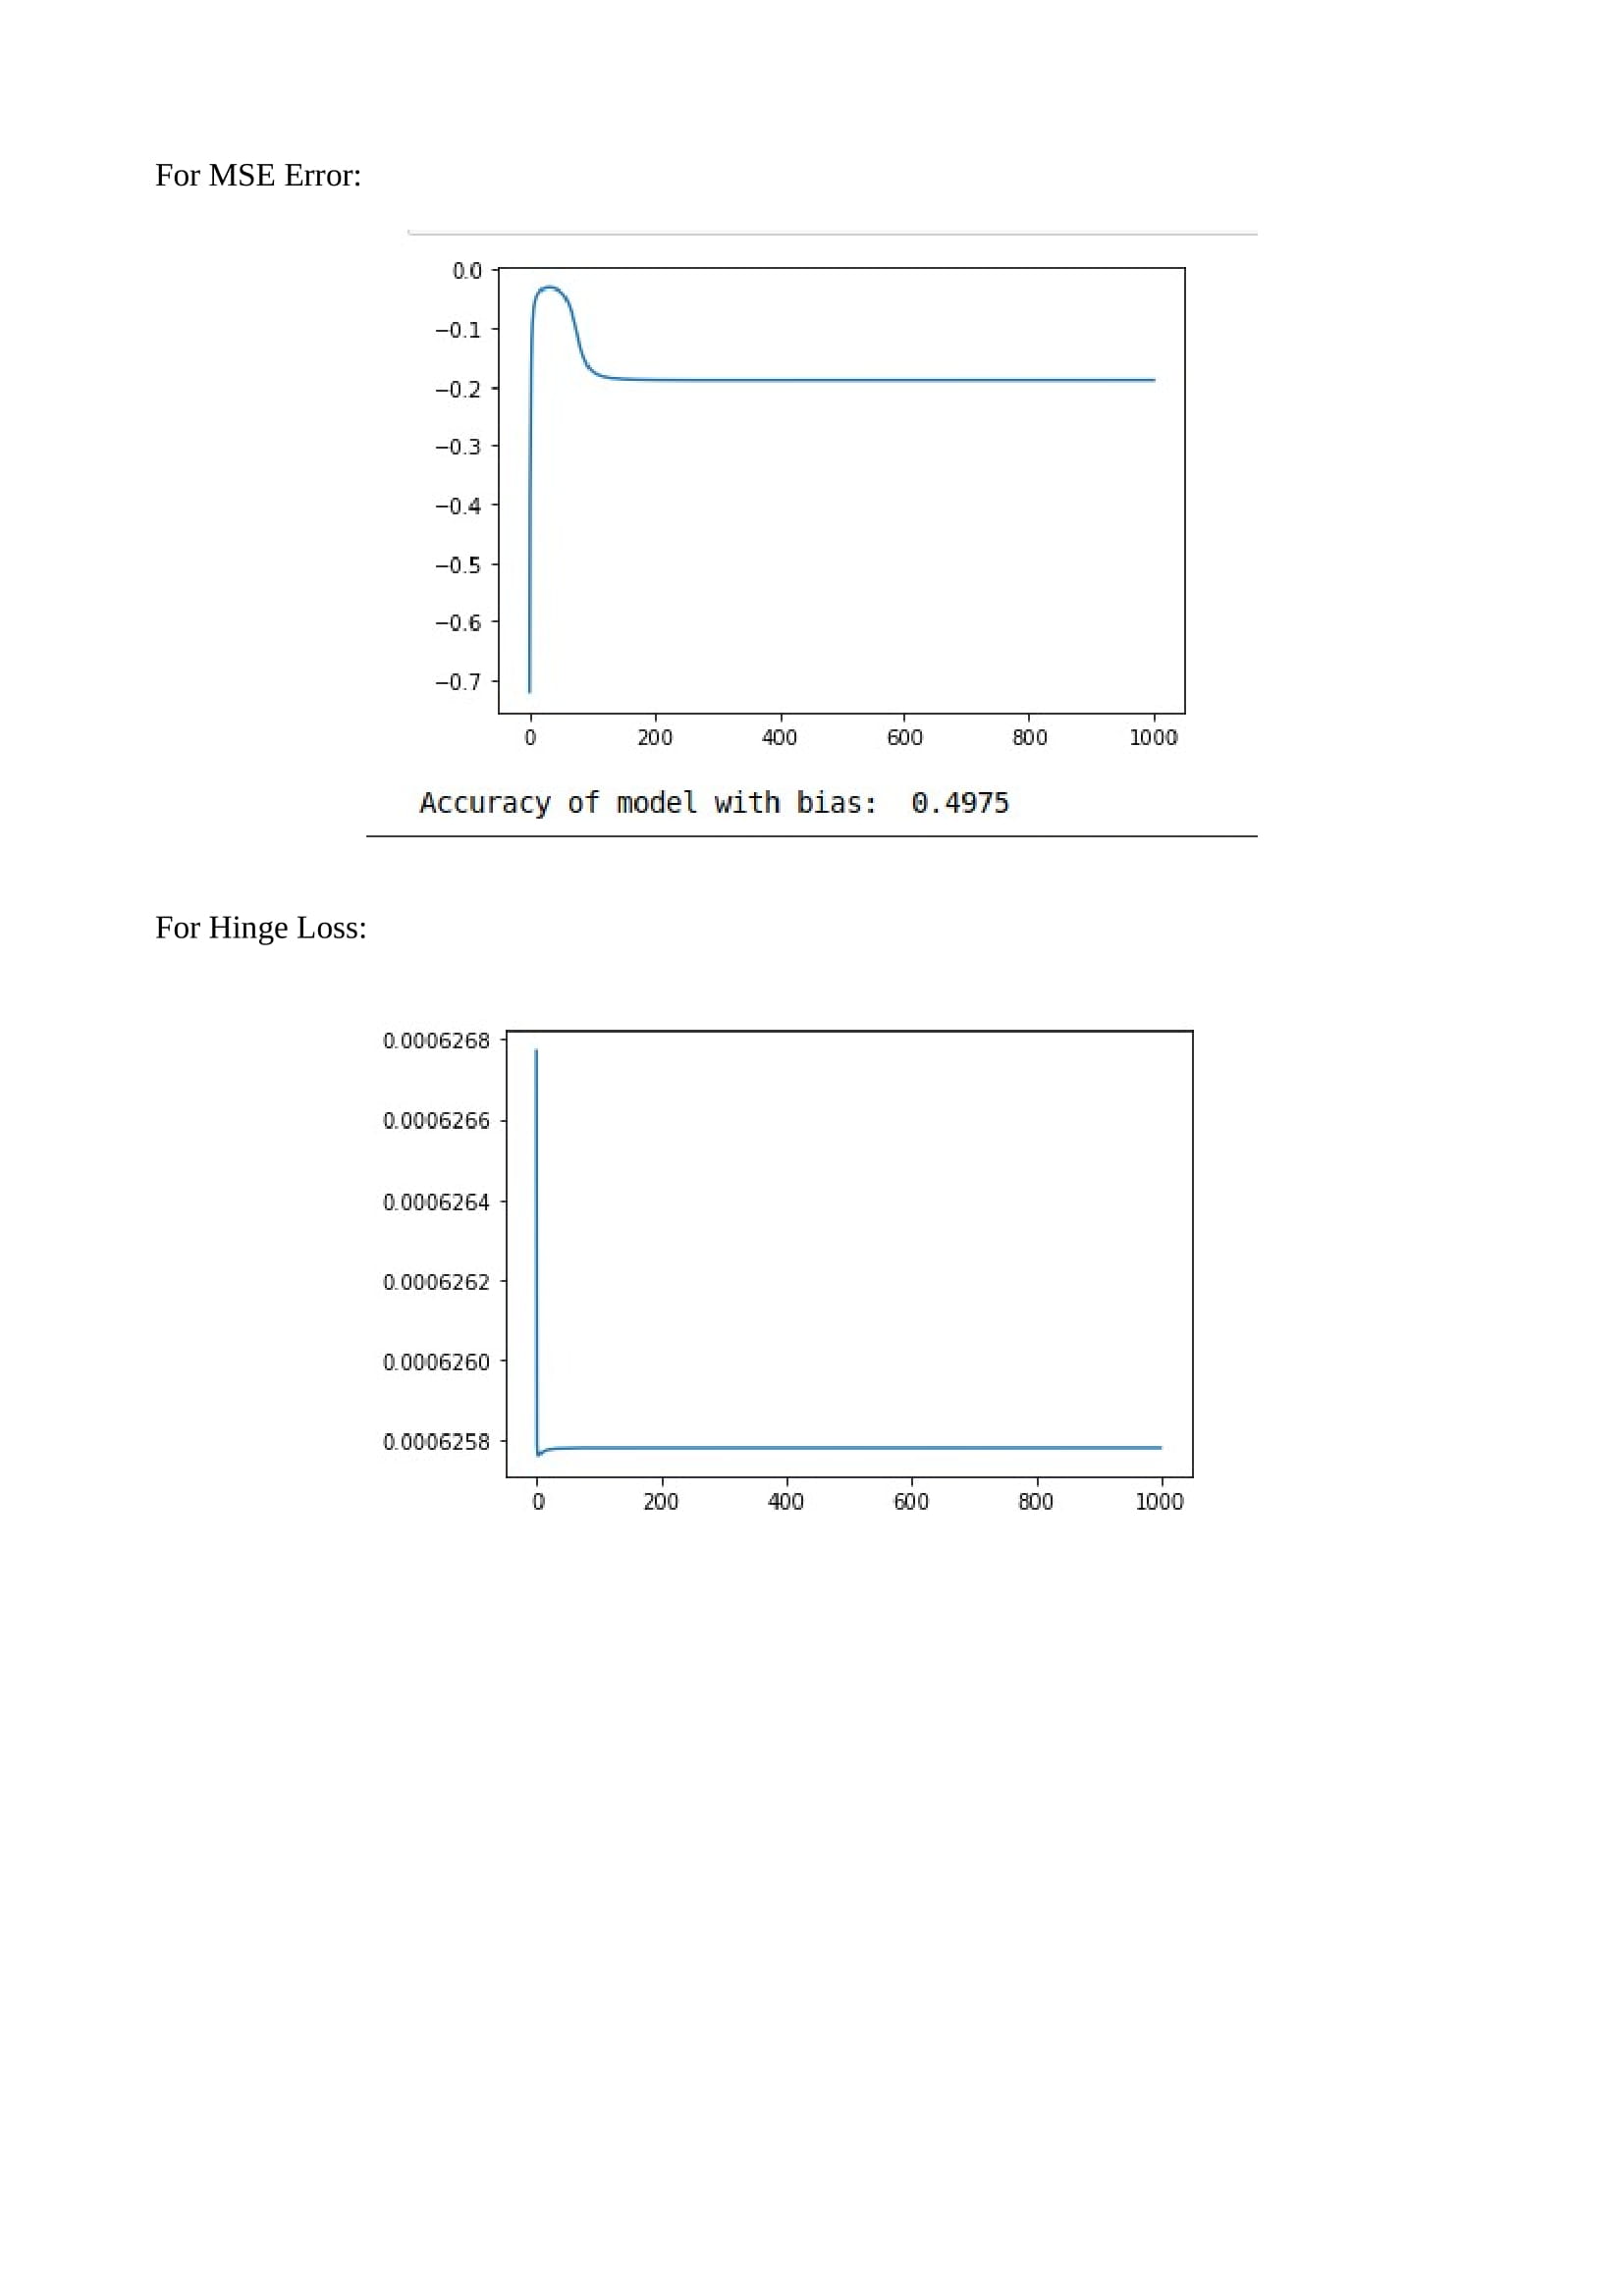 For MSE Error:
0.0
−0.1
−0.2
−0.3
−0.4
−0.5
−0.6
−0.7
0 200 400 600 800 1000
Accuracy of model with bias: 0.4975
For Hinge Loss:
0.0006268
0.0006266
0.0006264
0.0006262
0.0006260
0.0006258
0 200 400 600 800 1000